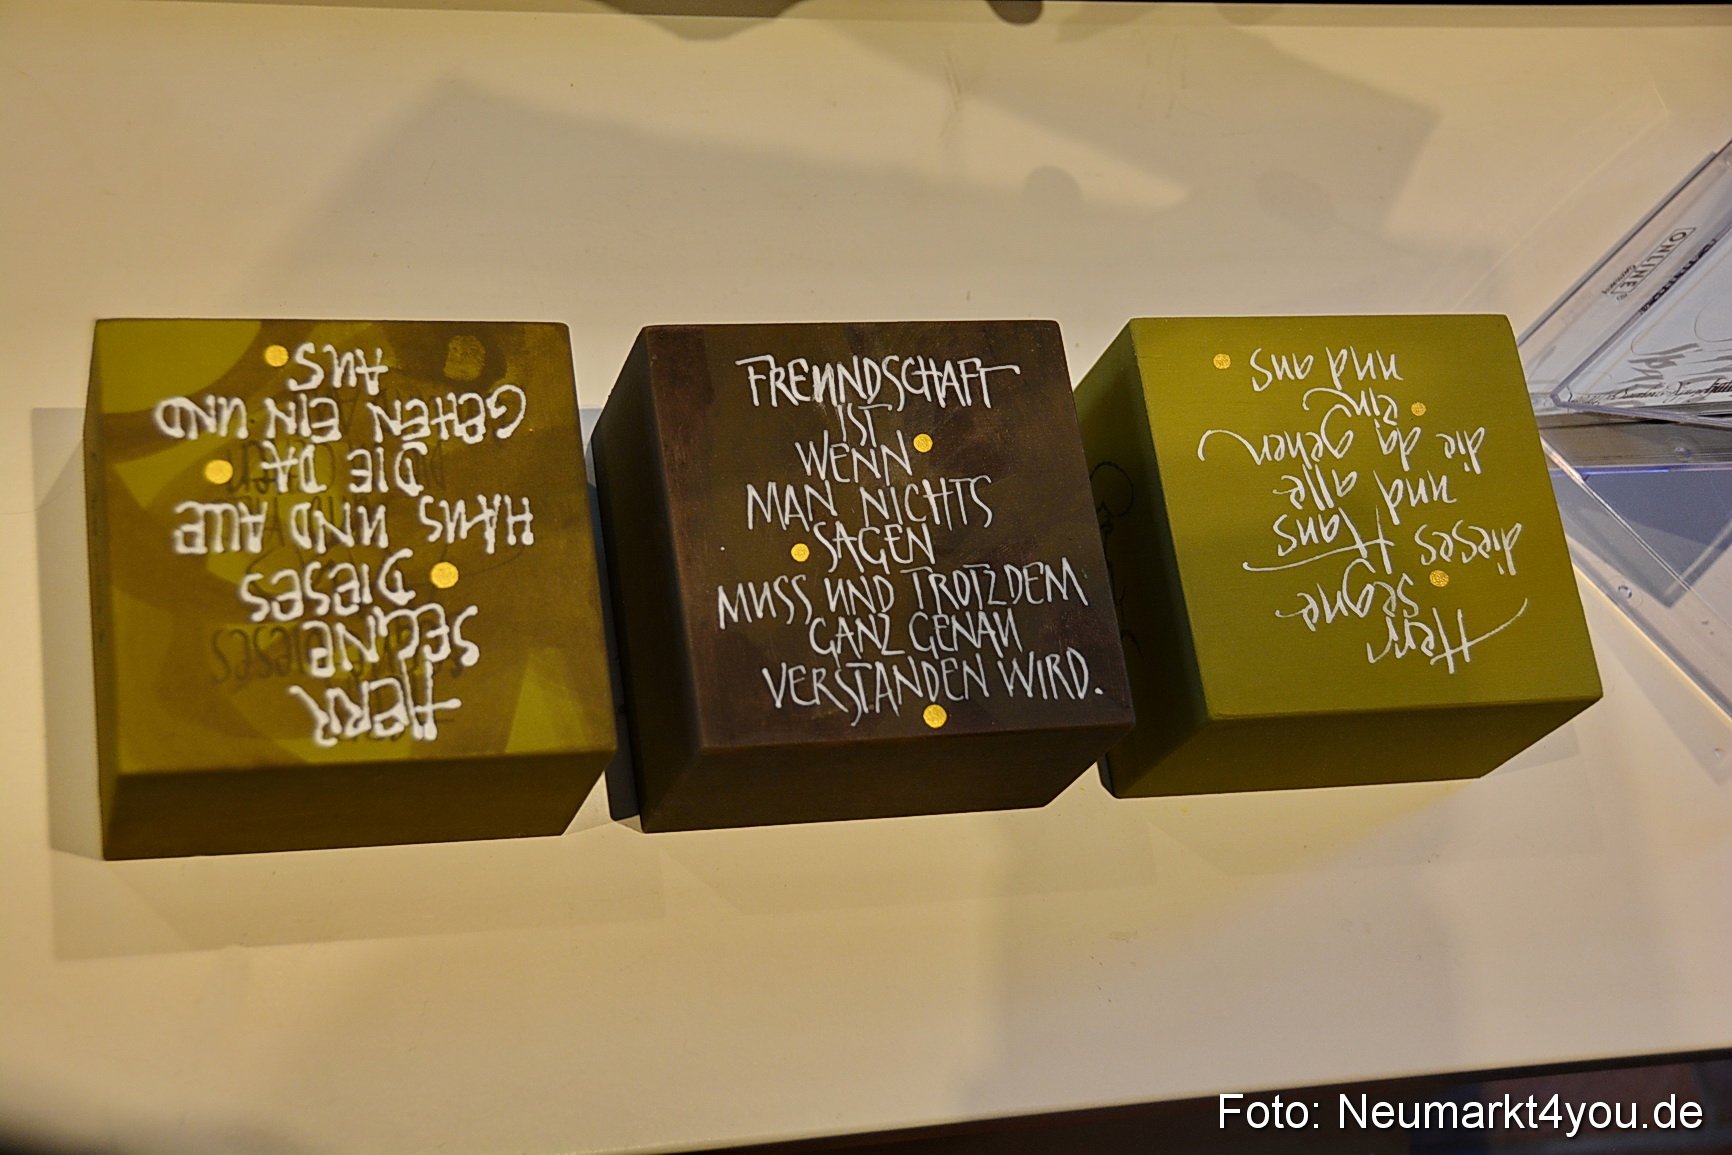 HERR
SEGNE
DIESES
HAUS UND ALLE
DIE DA
GEHEN EIN UND
AUS
FREUNDSCHAFT
IST
WENN
MAN NICHTS
SAGEN
MUSS UND TROTZDEM
GANZ GENAU
VERSTANDEN WIRD.
Herr
segne
dieses Haus
und alle
die da gehen
ein
und aus
ONLINE®
Foto: Neumarkt4you.de